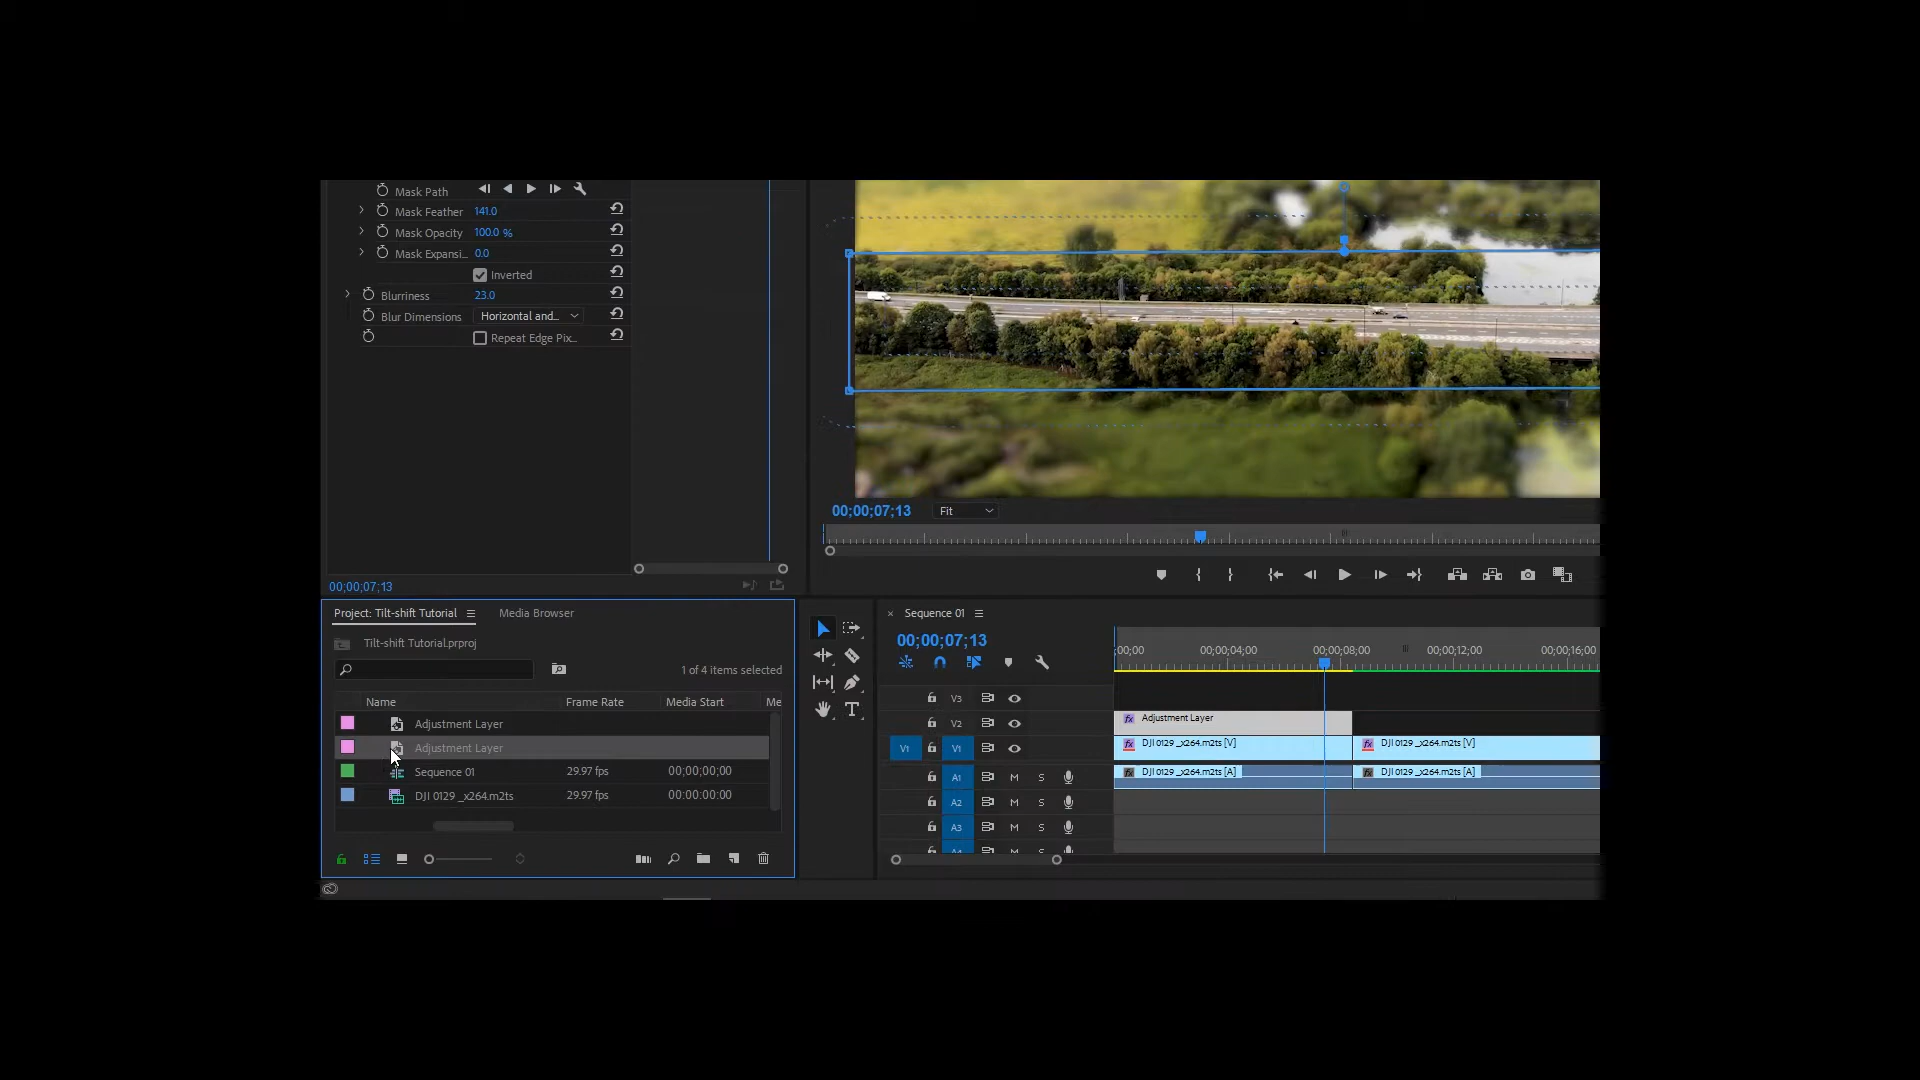 Mask Path
Mask Feather 141.0
Mask Opacity 100.0 %
Mask Expansi... 0.0
Inverted
Blurriness 23.0
Blur Dimensions Horizontal and...
Repeat Edge Pix...
00;00;07;13
00;00;07;13 Fit
Project: Tilt-shift Tutorial Media Browser
Tilt-shift Tutorial.prproj
1 of 4 items selected
Name Frame Rate Media Start Me
Adjustment Layer
Adjustment Layer
Sequence 01 29.97 fps 00;00;00;00
DJI 0129 _x264.m2ts 29.97 fps 00:00:00:00
× Sequence 01
00;00;07;13
;00;00 00;00;04;00 00;00;08;00 00;00;12;00 00;00;16;00
V3
V2 fx Adjustment Layer
V1 V1 fx DJI 0129 _x264.m2ts [V] fx DJI 0129 _x264.m2ts [V]
A1 M S fx DJI 0129 _x264.m2ts [A] fx DJI 0129 _x264.m2ts [A]
A2 M S
A3 M S